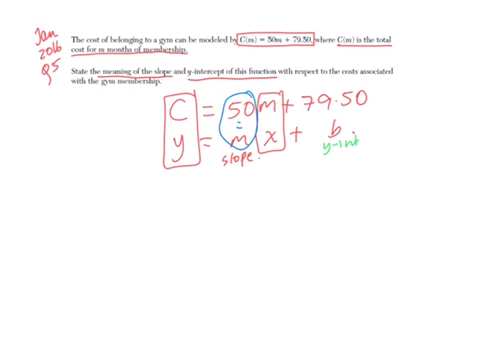 Jan
2016
Q5
The cost of belonging to a gym can be modeled by C(m) = 50m + 79.50, where C(m) is the total
cost for m months of membership.
State the meaning of the slope and y-intercept of this function with respect to the costs associated
with the gym membership.
C = 50 m + 79.50
=
y = m x + b.
slope.
y-int